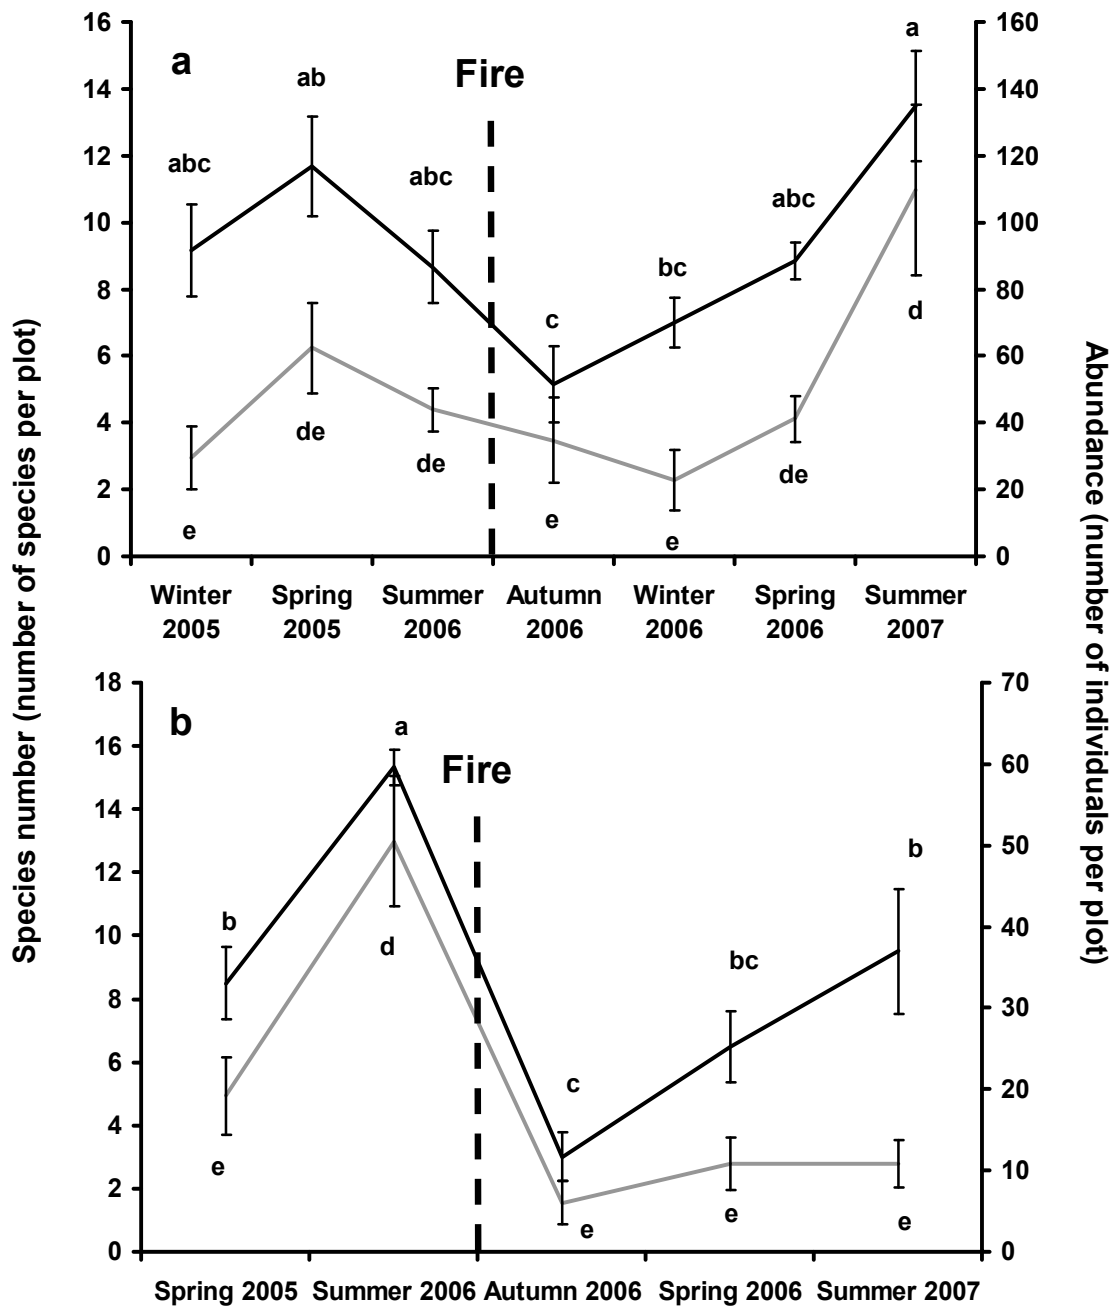 16
14
12
10
8
6
4
2
0
160
140
120
100
80
60
40
20
0
a
Fire
abc
ab
abc
c
bc
abc
a
e
de
de
e
e
de
d
Winter
2005
Spring
2005
Summer
2006
Autumn
2006
Winter
2006
Spring
2006
Summer
2007
Species number (number of species per plot)
Abundance (number of individuals per plot)
18
16
14
12
10
8
6
4
2
0
70
60
50
40
30
20
10
0
b
Fire
b
a
c
bc
b
e
d
e
e
e
Spring 2005 Summer 2006 Autumn 2006 Spring 2006 Summer 2007